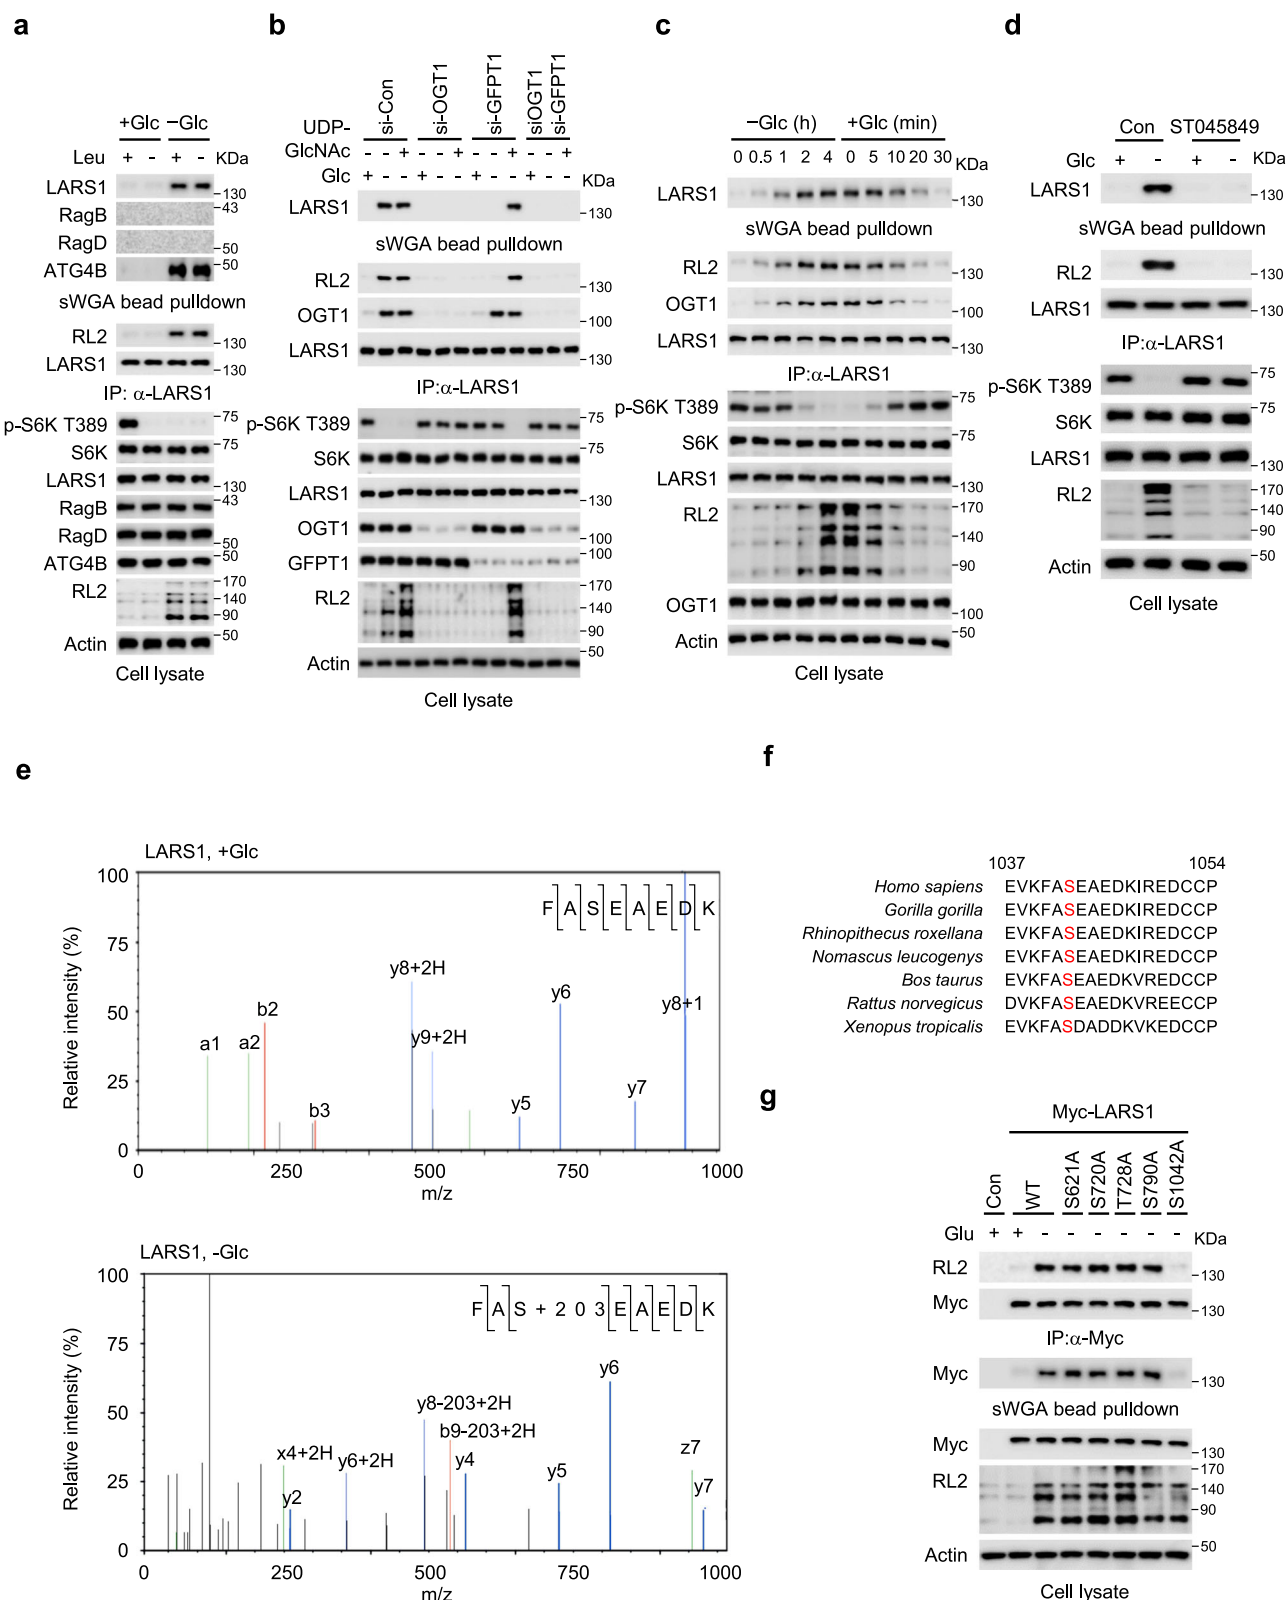 a
+Glc −Glc
Leu + - + - KDa
LARS1 -130
RagB -43
RagD -50
ATG4B -50
sWGA bead pulldown
RL2 -130
LARS1 -130
IP: α-LARS1
p-S6K T389 -75
S6K -75
LARS1 -130
RagB -43
RagD -50
ATG4B -50
RL2 -170
-140
-90
Actin -50
Cell lysate
b
si-Con si-OGT1 si-GFPT1 siOGT1 si-GFPT1
UDP-
GlcNAc - - + - - + - - + - +
Glc + - - + - - + - - - - KDa
LARS1 -130
sWGA bead pulldown
RL2 -130
OGT1 -100
LARS1 -130
IP:α-LARS1
p-S6K T389 -75
S6K -75
LARS1 -130
OGT1 -100
GFPT1 -100
RL2 -170
-140
-90
Actin -50
Cell lysate
c
−Glc (h) +Glc (min)
0 0.5 1 2 4 0 5 10 20 30 KDa
LARS1 -130
sWGA bead pulldown
RL2 -130
OGT1 -100
LARS1 -130
IP:α-LARS1
p-S6K T389 -75
S6K -75
LARS1 -130
RL2 -170
-140
-90
OGT1 -100
Actin -50
Cell lysate
d
Con ST045849
Glc + - + - KDa
LARS1 -130
sWGA bead pulldown
RL2 -130
LARS1 -130
IP:α-LARS1
p-S6K T389 -75
S6K -75
LARS1 -130
RL2 -170
-140
-90
Actin -50
Cell lysate
e
LARS1, +Glc
100
75
50
25
0
Relative intensity (%)
F A S E A E D K
a1
a2
b2
b3
y8+2H
y9+2H
y5
y6
y7
y8+1
0 250 500 750 1000
m/z
LARS1, -Glc
100
75
50
25
0
Relative intensity (%)
F A S + 2 0 3 E A E D K
x4+2H
y2
y6+2H
y8-203+2H
b9-203+2H
y4
y5
y6
z7
y7
0 250 500 750 1000
m/z
f
1037 1054
Homo sapiens EVKFASEAEDKIREDCCP
Gorilla gorilla EVKFASEAEDKIREDCCP
Rhinopithecus roxellana EVKFASEAEDKIREDCCP
Nomascus leucogenys EVKFASEAEDKIREDCCP
Bos taurus EVKFASEAEDKVREDCCP
Rattus norvegicus DVKFASEAEDKVREECCP
Xenopus tropicalis EVKFASDADDKVKEDCCP
g
Myc-LARS1
Con WT S621A S720A T728A S790A S1042A
Glu + + - - - - - - KDa
RL2 -130
Myc -130
IP:α-Myc
Myc -130
sWGA bead pulldown
Myc -130
RL2 -170
-140
-90
Actin -50
Cell lysate